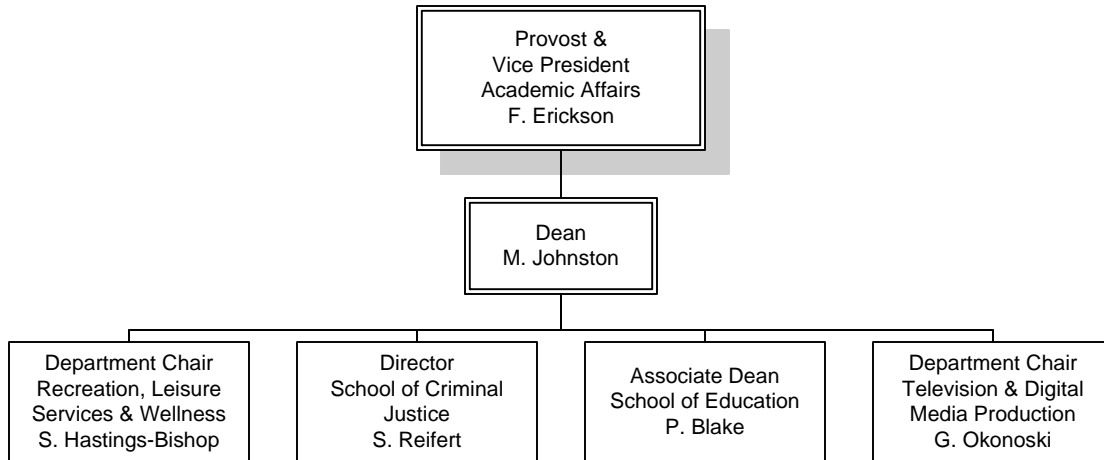 Provost &
Vice President
Academic Affairs
F. Erickson
Dean
M. Johnston
Department Chair
Recreation, Leisure
Services & Wellness
S. Hastings-Bishop
Director
School of Criminal
Justice
S. Reifert
Associate Dean
School of Education
P. Blake
Department Chair
Television & Digital
Media Production
G. Okonoski